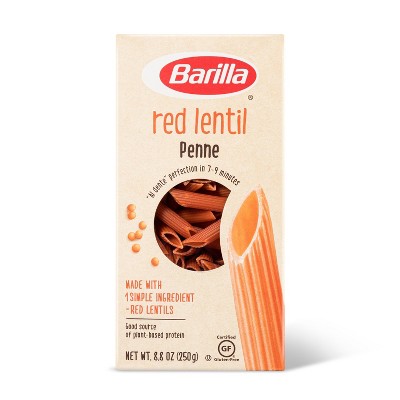 Barilla
®
red lentil
Penne
"Al dente" perfection in 7-9 minutes
MADE WITH
1 SIMPLE INGREDIENT
- RED LENTILS
Good source
of plant-based protein
Certified
GF
Gluten-Free
NET WT. 8.8 OZ (250g)